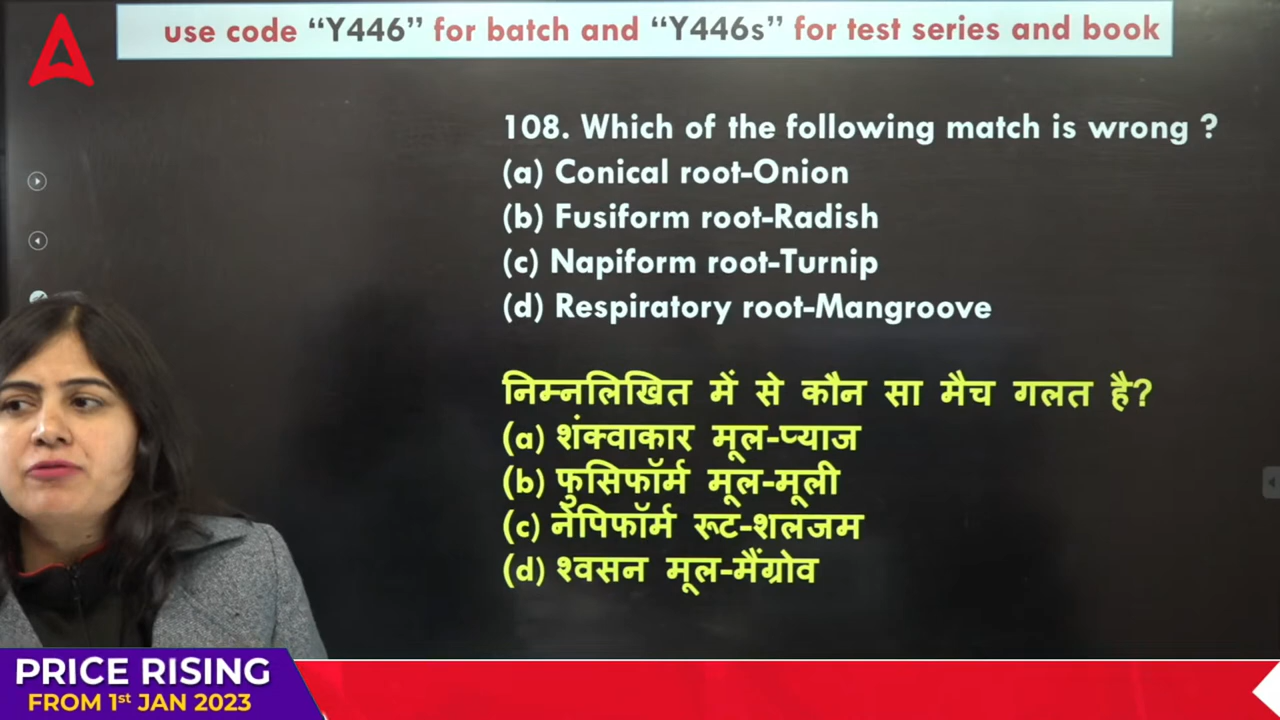 use code “Y446” for batch and “Y446s” for test series and book
108. Which of the following match is wrong ?
(a) Conical root-Onion
(b) Fusiform root-Radish
(c) Napiform root-Turnip
(d) Respiratory root-Mangroove
निम्नलिखित में से कौन सा मैच गलत है?
(a) शंक्वाकार मूल-प्याज
(b) फुसिफॉर्म मूल-मूली
(c) नेपिफॉर्म रूट-शलजम
(d) श्वसन मूल-मैंग्रोव
PRICE RISING
FROM 1st JAN 2023